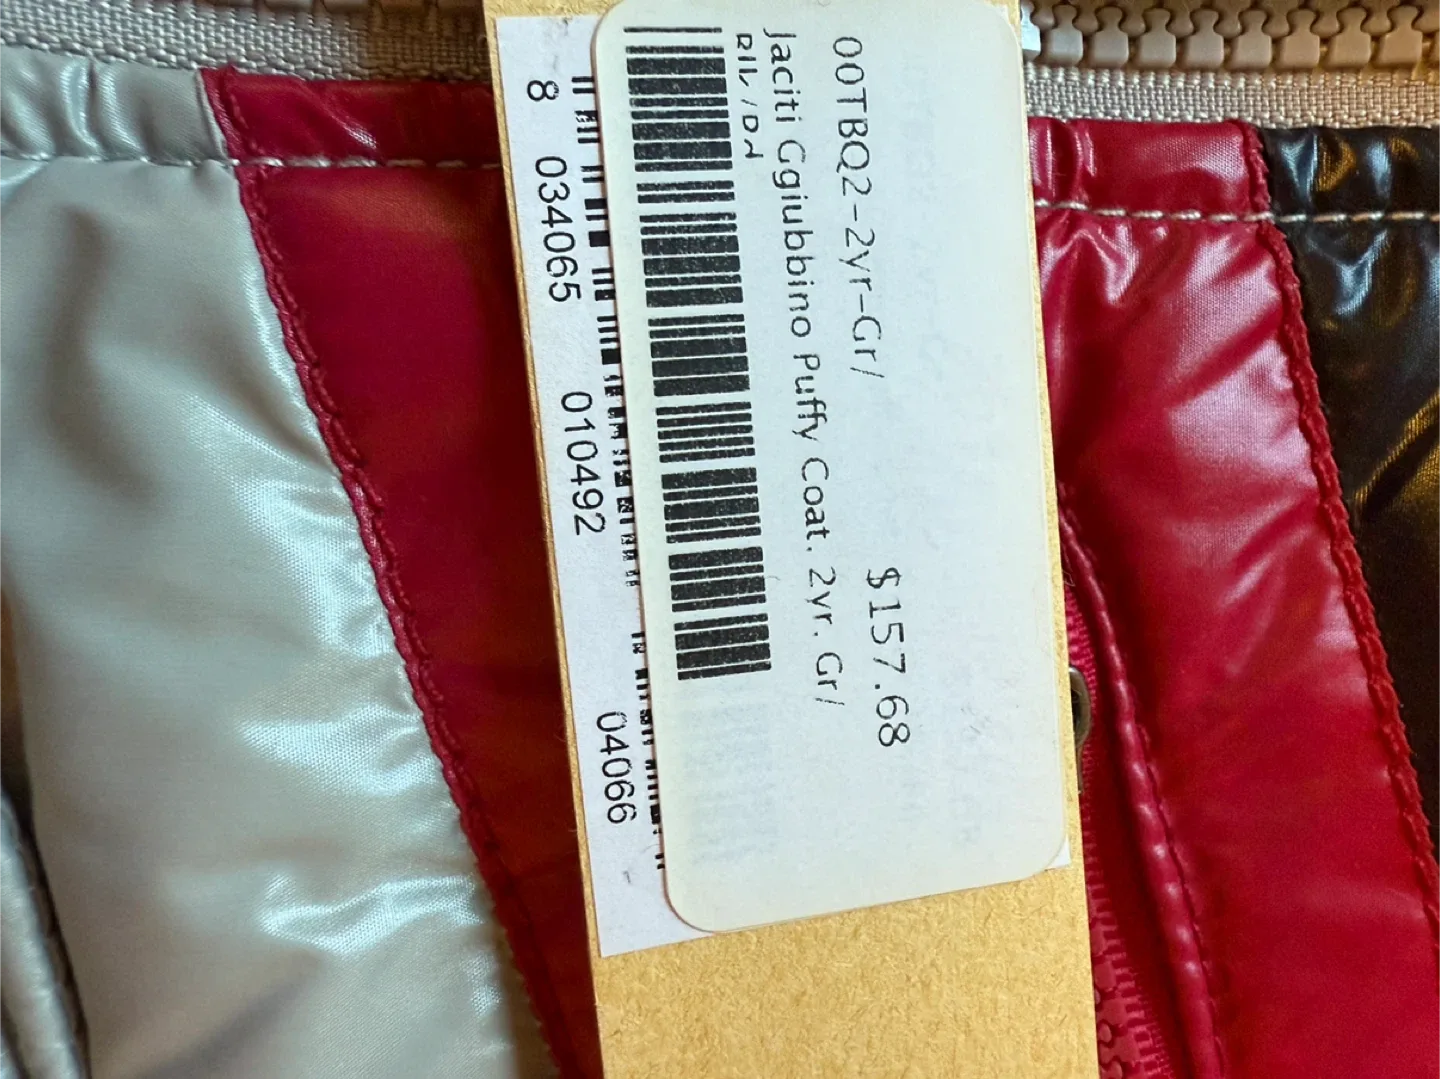 00TBQ2-2yr-Gr/
$157.68
Jaciti Ggiubbino Puffy Coat. 2yr. Gr/
8 034065 010492 04066